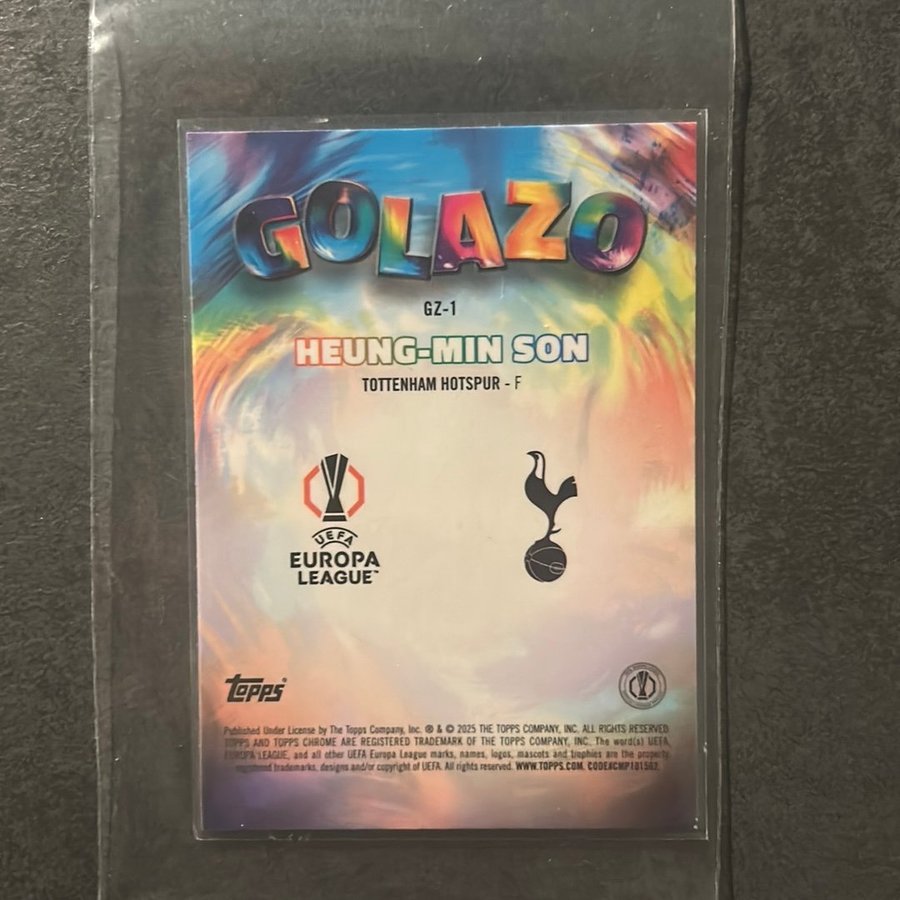 GOLAZO
GZ-1
HEUNG-MIN SON
TOTTENHAM HOTSPUR - F
UEFA
EUROPA
LEAGUE™
topps®
Published Under License by The Topps Company, Inc. ® & © 2025 THE TOPPS COMPANY, INC. ALL RIGHTS RESERVED
TOPPS AND TOPPS CHROME ARE REGISTERED TRADEMARK OF THE TOPPS COMPANY, INC. The word(s) UEFA,
EUROPA LEAGUE, and all other UEFA Europa League marks, names, logos, mascots and trophies are the property,
registered trademarks, designs and/or copyright of UEFA. All rights reserved. WWW.TOPPS.COM. CODE#CMP101502